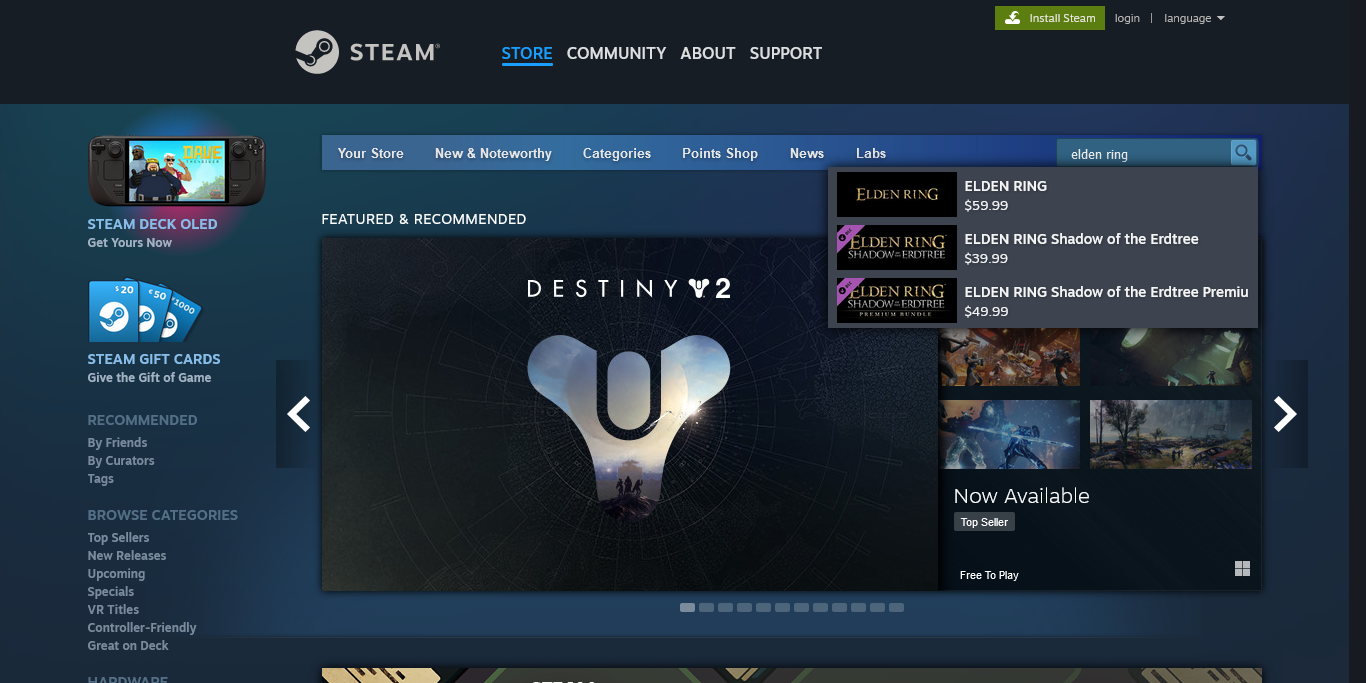 Install Steam
login | language
STEAM®
STORE COMMUNITY ABOUT SUPPORT
DAVE
STEAM DECK OLED
Get Yours Now
$20 €50 £1000
STEAM GIFT CARDS
Give the Gift of Game
RECOMMENDED
By Friends
By Curators
Tags
BROWSE CATEGORIES
Top Sellers
New Releases
Upcoming
Specials
VR Titles
Controller-Friendly
Great on Deck
HARDWARE
Your Store New & Noteworthy Categories Points Shop News Labs
elden ring
ELDEN RING
ELDEN RING
$59.99
ELDEN RING
SHADOW OF THE ERDTREE
ELDEN RING Shadow of the Erdtree
$39.99
ELDEN RING
SHADOW OF THE ERDTREE
PREMIUM BUNDLE
ELDEN RING Shadow of the Erdtree Premiu
$49.99
FEATURED & RECOMMENDED
DESTINY 2
Now Available
Top Seller
Free To Play
STEAM